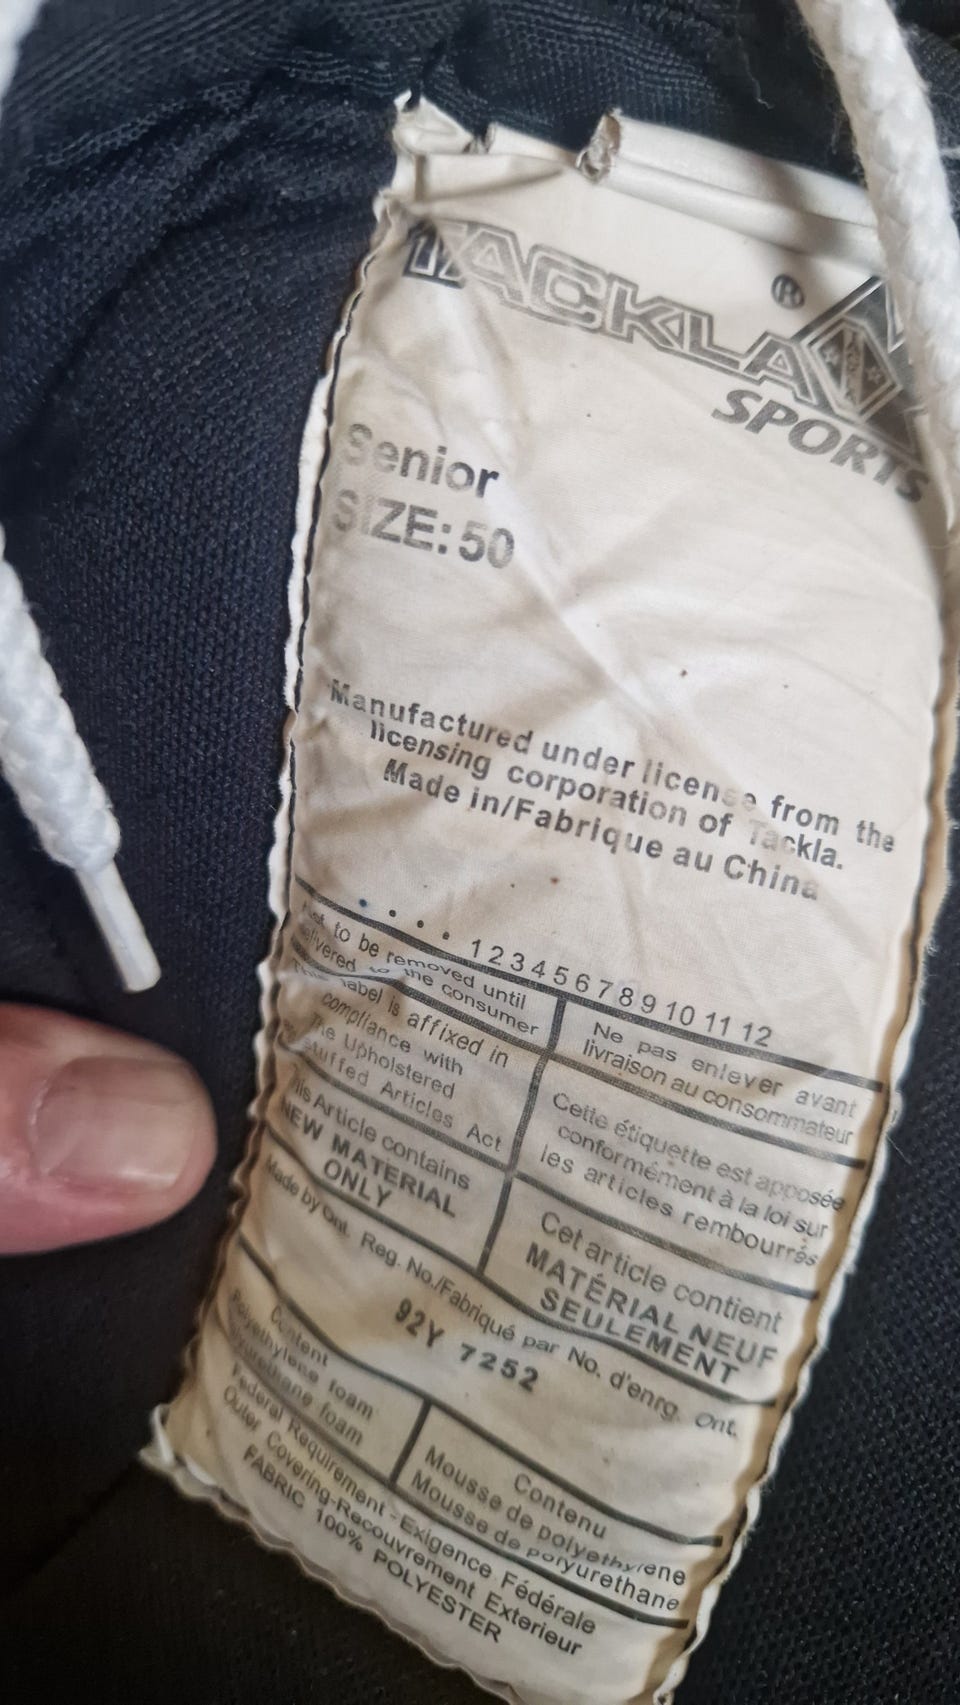 TACKLA ®
SPORTS
Senior
SIZE: 50
Manufactured under license from the
licensing corporation of Tackla.
Made in/Fabrique au China
. . . . 1 2 3 4 5 6 7 8 9 10 11 12
Not to be removed until
delivered to the consumer
Ne pas enlever avant
livraison au consommateur
This label is affixed in
compliance with
The Upholstered
Stuffed Articles Act
Cette étiquette est apposée
conformément à la loi sur
les articles rembourrés
This Article contains
NEW MATERIAL
ONLY
Cet article contient
MATÉRIAL NEUF
SEULEMENT
Made by Ont. Reg. No./Fabriqué par No. d'enrg. Ont.
92Y 7252
Content
Polyethylene foam
Polyurethane foam
Contenu
Mousse de polyethylene
Mousse de polyurethane
Federal Requirement - Exigence Fédérale
Outer Covering-Recouvrement Exterieur
FABRIC 100% POLYESTER